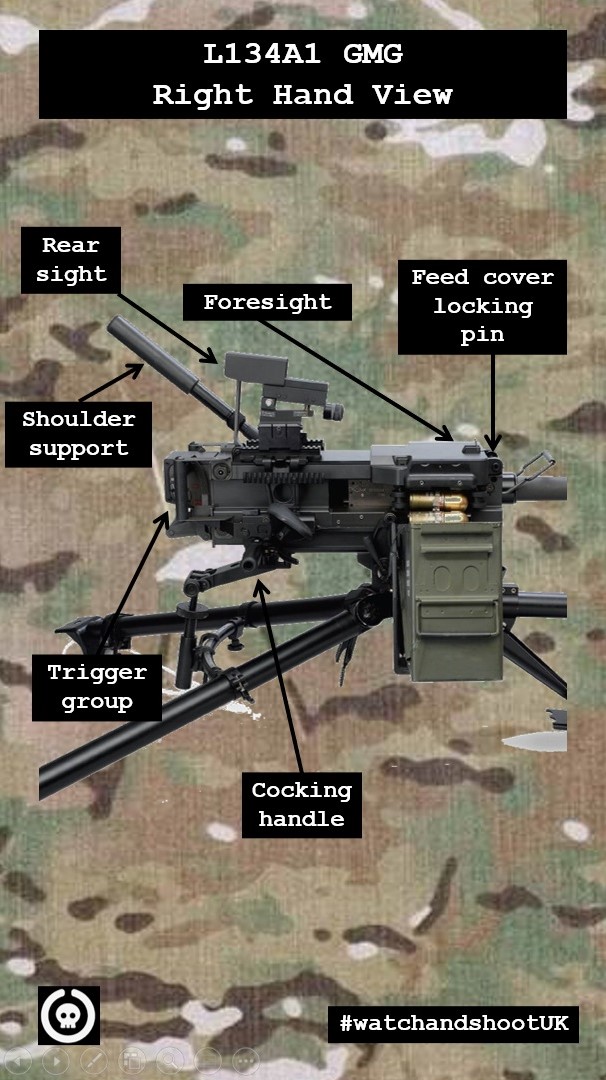 L134A1 GMG
Right Hand View
Rear
sight
Foresight
Feed cover
locking
pin
Shoulder
support
Trigger
group
Cocking
handle
#watchandshootUK